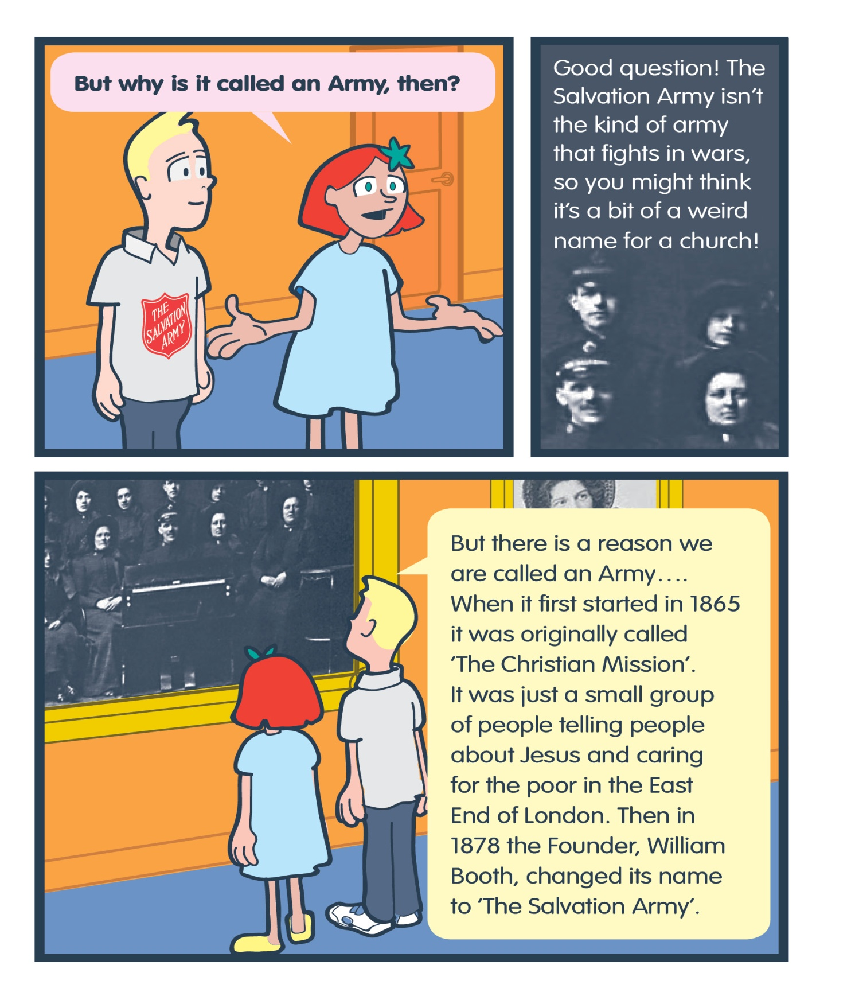 But why is it called an Army, then?
THE
SALVATION
ARMY
Good question! The
Salvation Army isn't
the kind of army
that fights in wars,
so you might think
it's a bit of a weird
name for a church!
But there is a reason we
are called an Army....
When it first started in 1865
it was originally called
'The Christian Mission'.
It was just a small group
of people telling people
about Jesus and caring
for the poor in the East
End of London. Then in
1878 the Founder, William
Booth, changed its name
to 'The Salvation Army'.